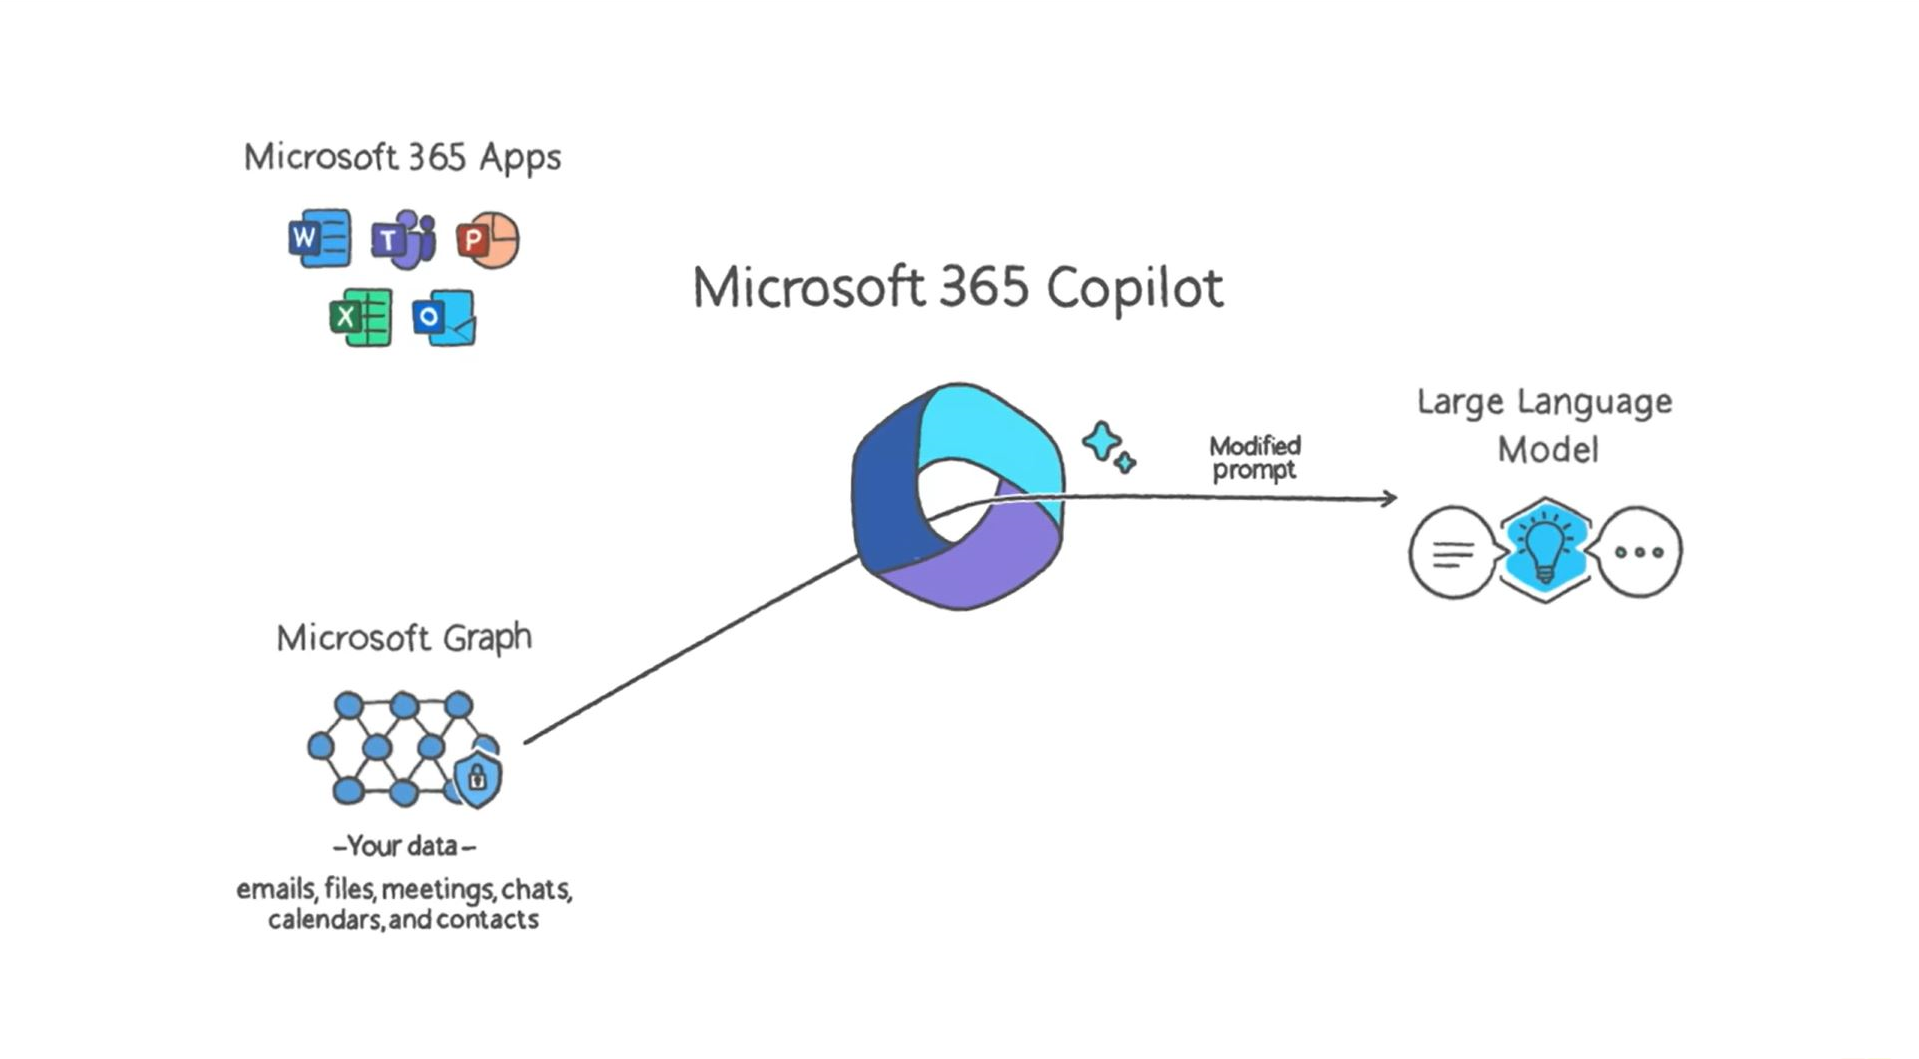 Microsoft 365 Apps
W
T
P
X
O
Microsoft 365 Copilot
Modified
prompt
Large Language
Model
Microsoft Graph
-Your data-
emails, files, meetings, chats,
calendars, and contacts